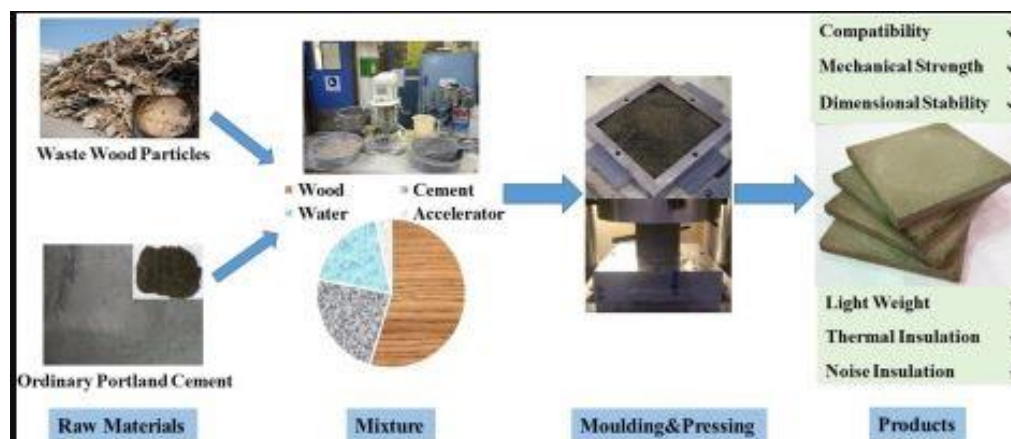 Waste Wood Particles
Ordinary Portland Cement
Raw Materials
Wood
Cement
Water
Accelerator
Mixture
Moulding&Pressing
Compatibility ✓
Mechanical Strength ✓
Dimensional Stability ✓
Light Weight
Thermal Insulation
Noise Insulation
Products